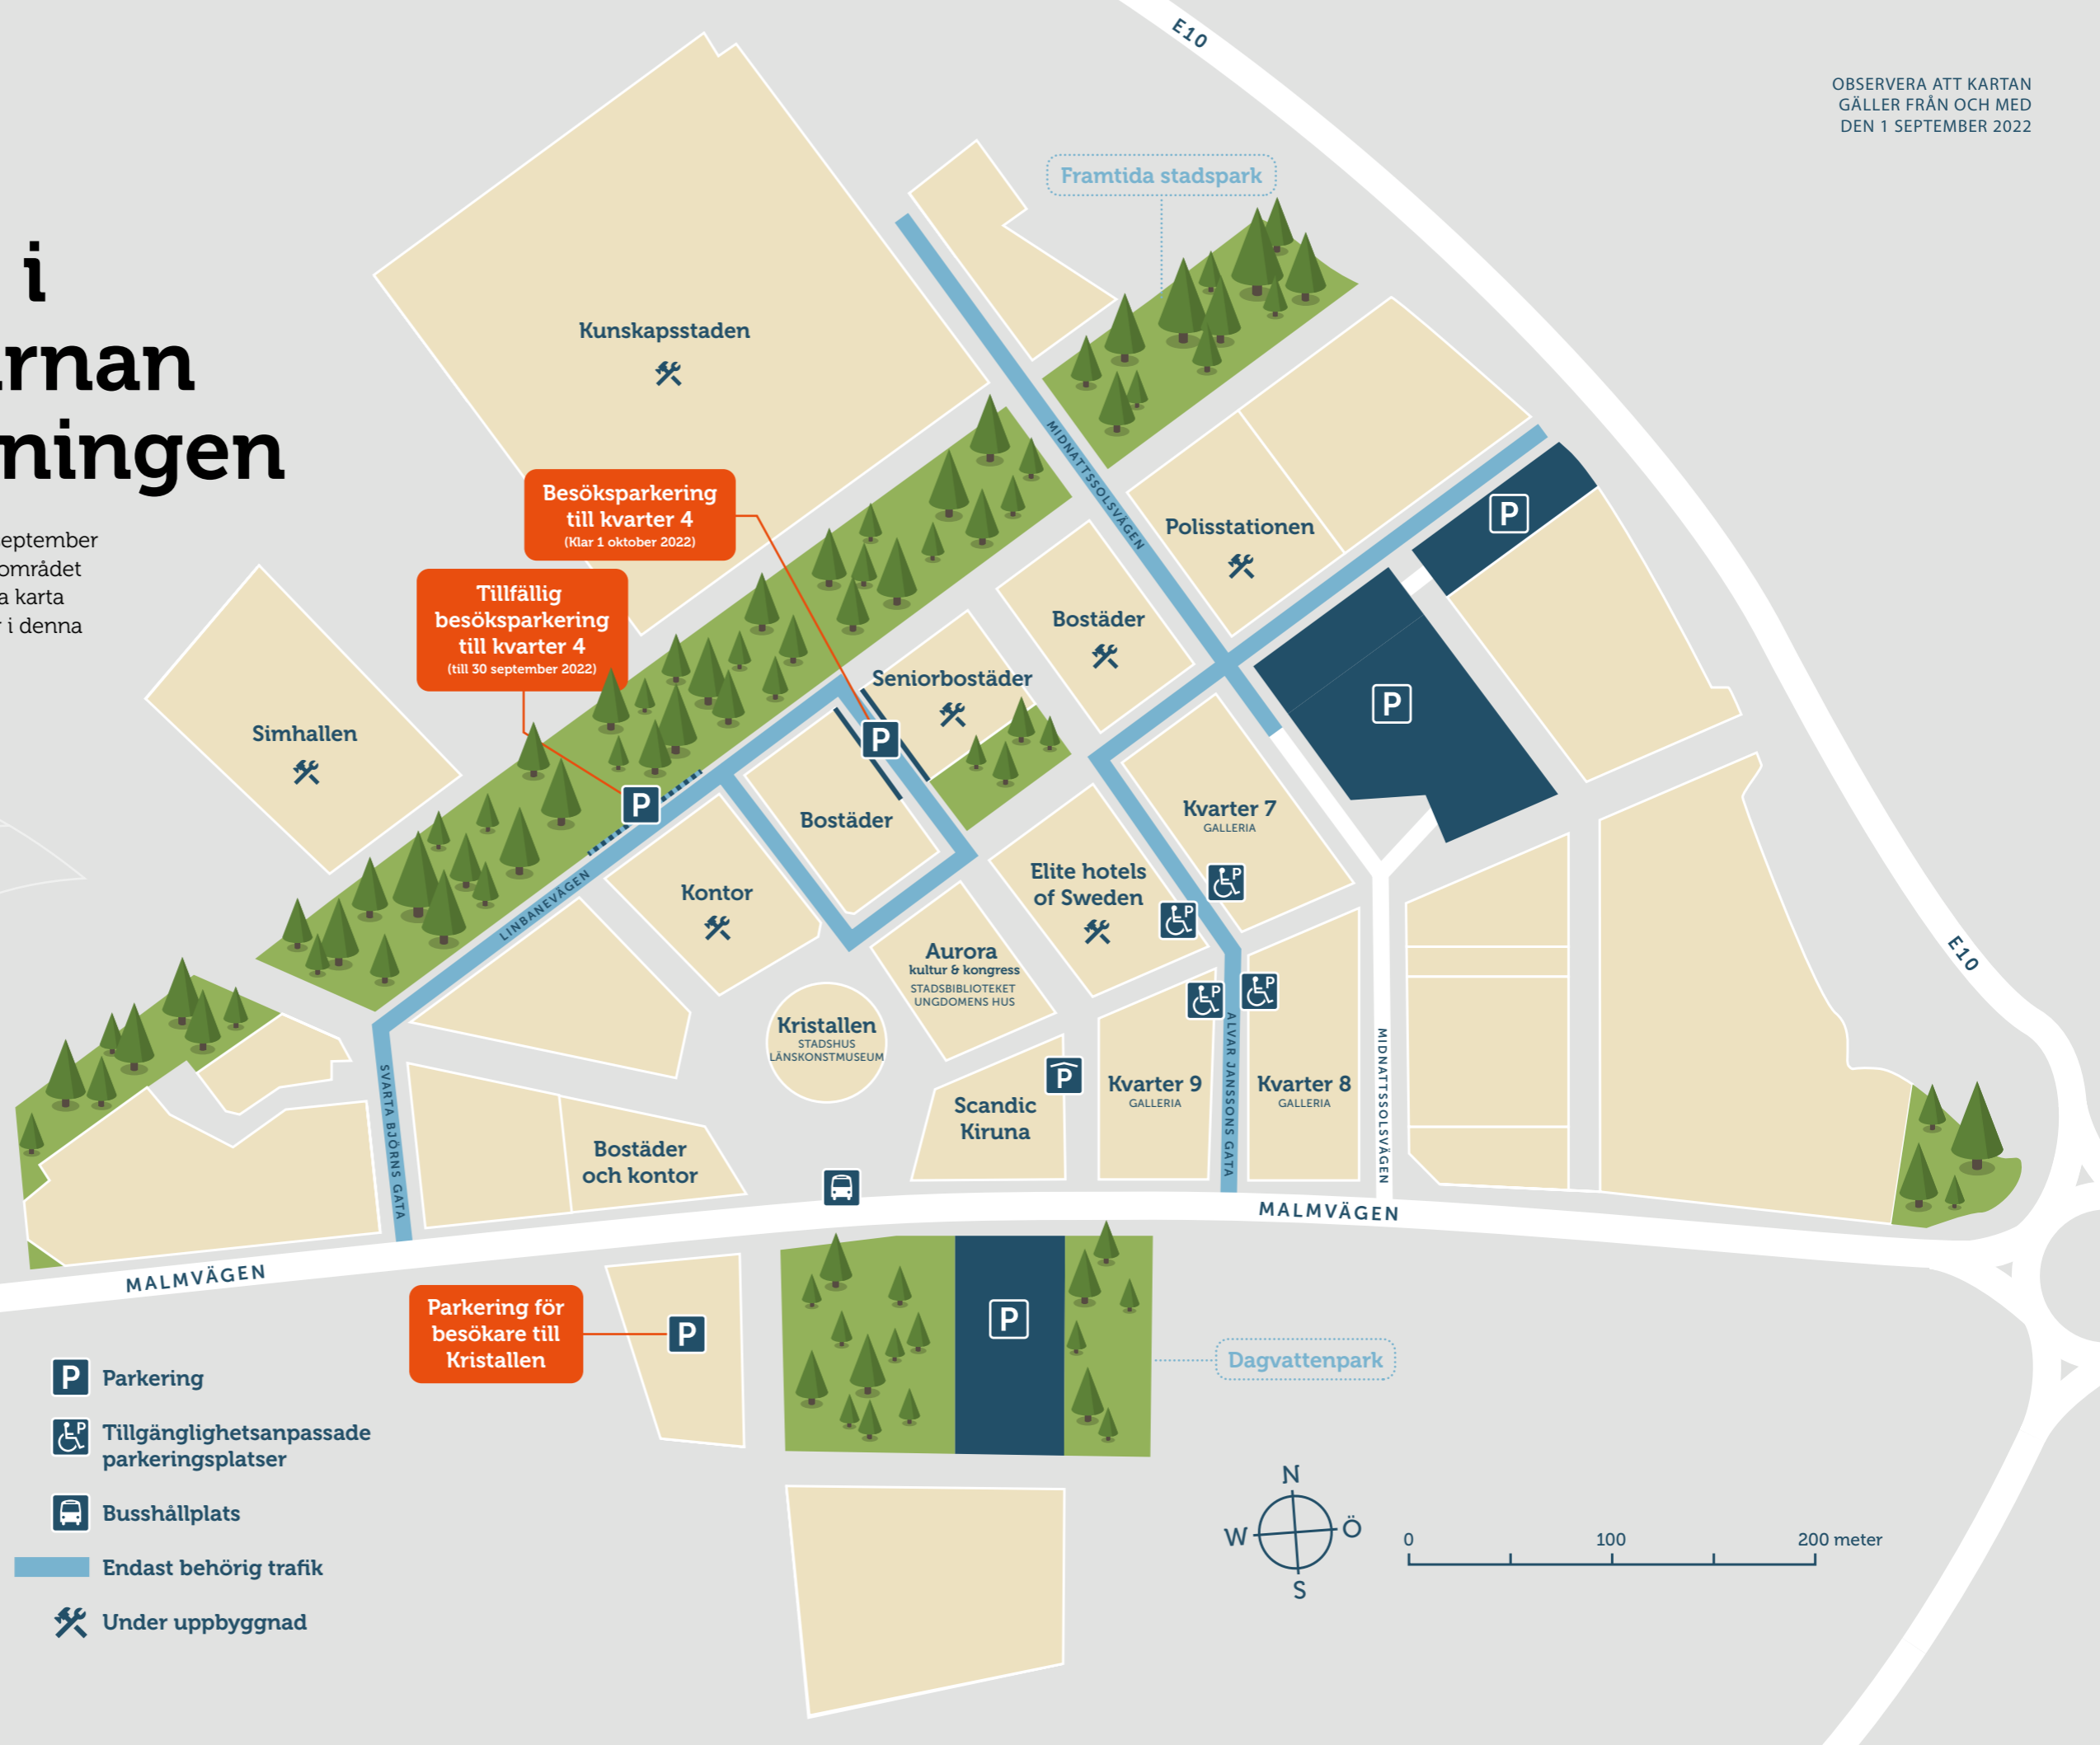 E10
OBSERVERA ATT KARTAN
GÄLLER FRÅN OCH MED
DEN 1 SEPTEMBER 2022
Framtida stadspark
i
rnan
ningen
eptember
området
a karta
i denna
Kunskapsstaden
MIDNATTSSOLSVÄGEN
Besöksparkering
till kvarter 4
(Klar 1 oktober 2022)
Polisstationen
P
Tillfällig
besöksparkering
till kvarter 4
(till 30 september 2022)
Bostäder
Seniorbostäder
P
Simhallen
P
P
Bostäder
Kvarter 7
GALLERIA
P
Elite hotels
of Sweden
P
Kontor
LINBANEVÄGEN
Aurora
kultur & kongress
STADSBIBLIOTEKET
UNGDOMENS HUS
E10
P
P
Kristallen
STADSHUS
LÄNSKONSTMUSEUM
P
Kvarter 9
GALLERIA
ALVAR JANSSONS GATA
Kvarter 8
GALLERIA
MIDNATTSSOLSVÄGEN
Scandic
Kiruna
SVARTA BJÖRNS GATA
Bostäder
och kontor
MALMVÄGEN
MALMVÄGEN
Parkering för
besökare till
Kristallen
P
P
Dagvattenpark
P Parkering
P Tillgänglighetsanpassade
parkeringsplatser
Busshållplats
Endast behörig trafik
Under uppbyggnad
N
W Ö
S
0 100 200 meter